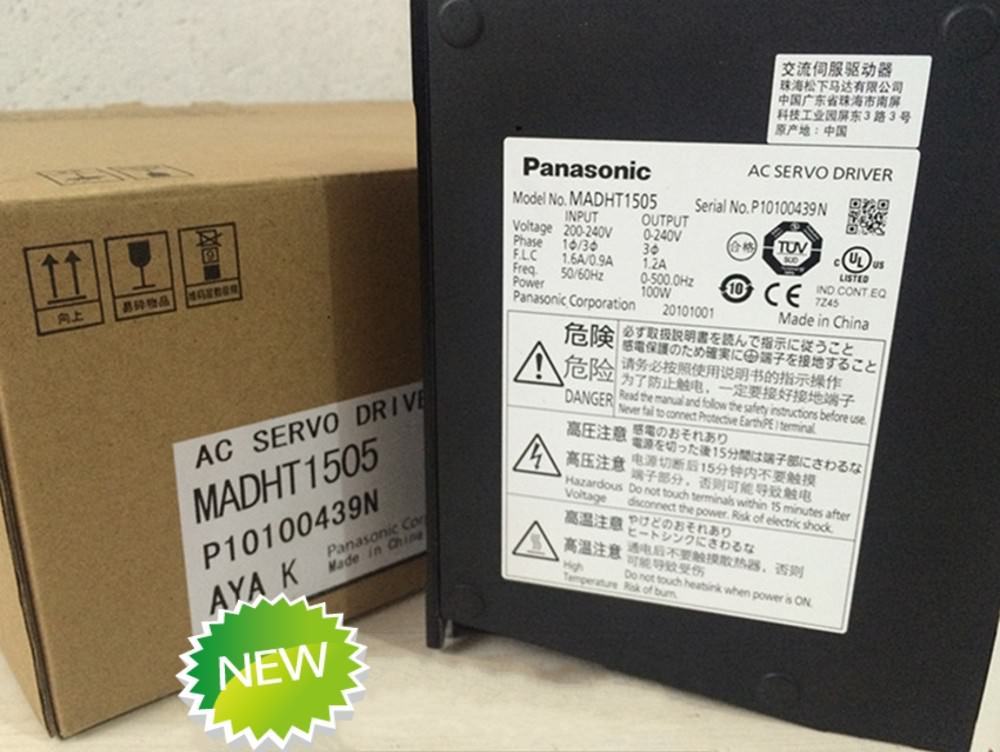 交流伺服驱动器
珠海松下马达有限公司
中国广东省珠海市南屏
科技工业园屏东3路3号
原产地：中国
Panasonic AC SERVO DRIVER
Model No. MADHT1505 Serial No. P10100439N
INPUT OUTPUT
Voltage 200-240V 0-240V
Phase 1ϕ/3ϕ 3ϕ
F.L.C 1.6A/0.9A 1.2A
Freq. 50/60Hz 0-500.0Hz
Power 100W
Panasonic Corporation 20101001
合格
TÜV
SUD
C UL US
LISTED
IND.CONT.EQ
7Z45
10
CE
Made in China
危険
危险
DANGER
必ず取扱説明書を読んで指示に従うこと
感電保護のため確実に端子を接地すること
请务必按照使用说明书的指示操作
为了防止触电，一定要接好接地端子
Read the manual and follow the safety instructions before use.
Never fail to connect Protective Earth(PE) terminal.
高圧注意
高压注意
Hazardous
Voltage
感電のおそれあり
電源を切った後15分間は端子部にさわるな
电源切断后15分钟内不要触摸
端子部分，否则可能导致触电
Do not touch terminals within 15 minutes after
disconnect the power. Risk of electric shock.
高温注意
高温注意
High
Temperature
やけどのおそれあり
ヒートシンクにさわるな
通电后不要触摸散热器，否则
可能导致受伤
Do not touch heatsink when power is ON.
Risk of burn.
向上
易碎物品
9
AC SERVO DRIVE
MADHT1505
P10100439N
Panasonic Cor
Made in China
AYA K
NEW